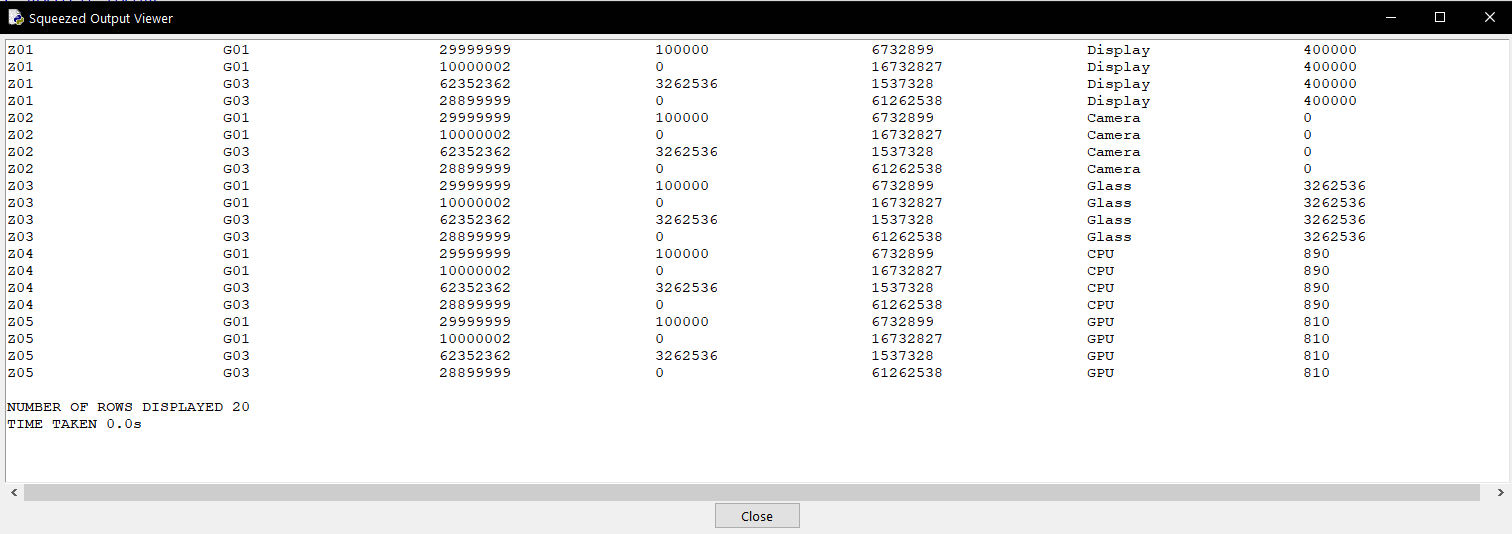 Squeezed Output Viewer
Z01 G01 29999999 100000 6732899 Display 400000
Z01 G01 10000002 0 16732827 Display 400000
Z01 G03 62352362 3262536 1537328 Display 400000
Z01 G03 28899999 0 61262538 Display 400000
Z02 G01 29999999 100000 6732899 Camera 0
Z02 G01 10000002 0 16732827 Camera 0
Z02 G03 62352362 3262536 1537328 Camera 0
Z02 G03 28899999 0 61262538 Camera 0
Z03 G01 29999999 100000 6732899 Glass 3262536
Z03 G01 10000002 0 16732827 Glass 3262536
Z03 G03 62352362 3262536 1537328 Glass 3262536
Z03 G03 28899999 0 61262538 Glass 3262536
Z04 G01 29999999 100000 6732899 CPU 890
Z04 G01 10000002 0 16732827 CPU 890
Z04 G03 62352362 3262536 1537328 CPU 890
Z04 G03 28899999 0 61262538 CPU 890
Z05 G01 29999999 100000 6732899 GPU 810
Z05 G01 10000002 0 16732827 GPU 810
Z05 G03 62352362 3262536 1537328 GPU 810
Z05 G03 28899999 0 61262538 GPU 810
NUMBER OF ROWS DISPLAYED 20
TIME TAKEN 0.0s
Close